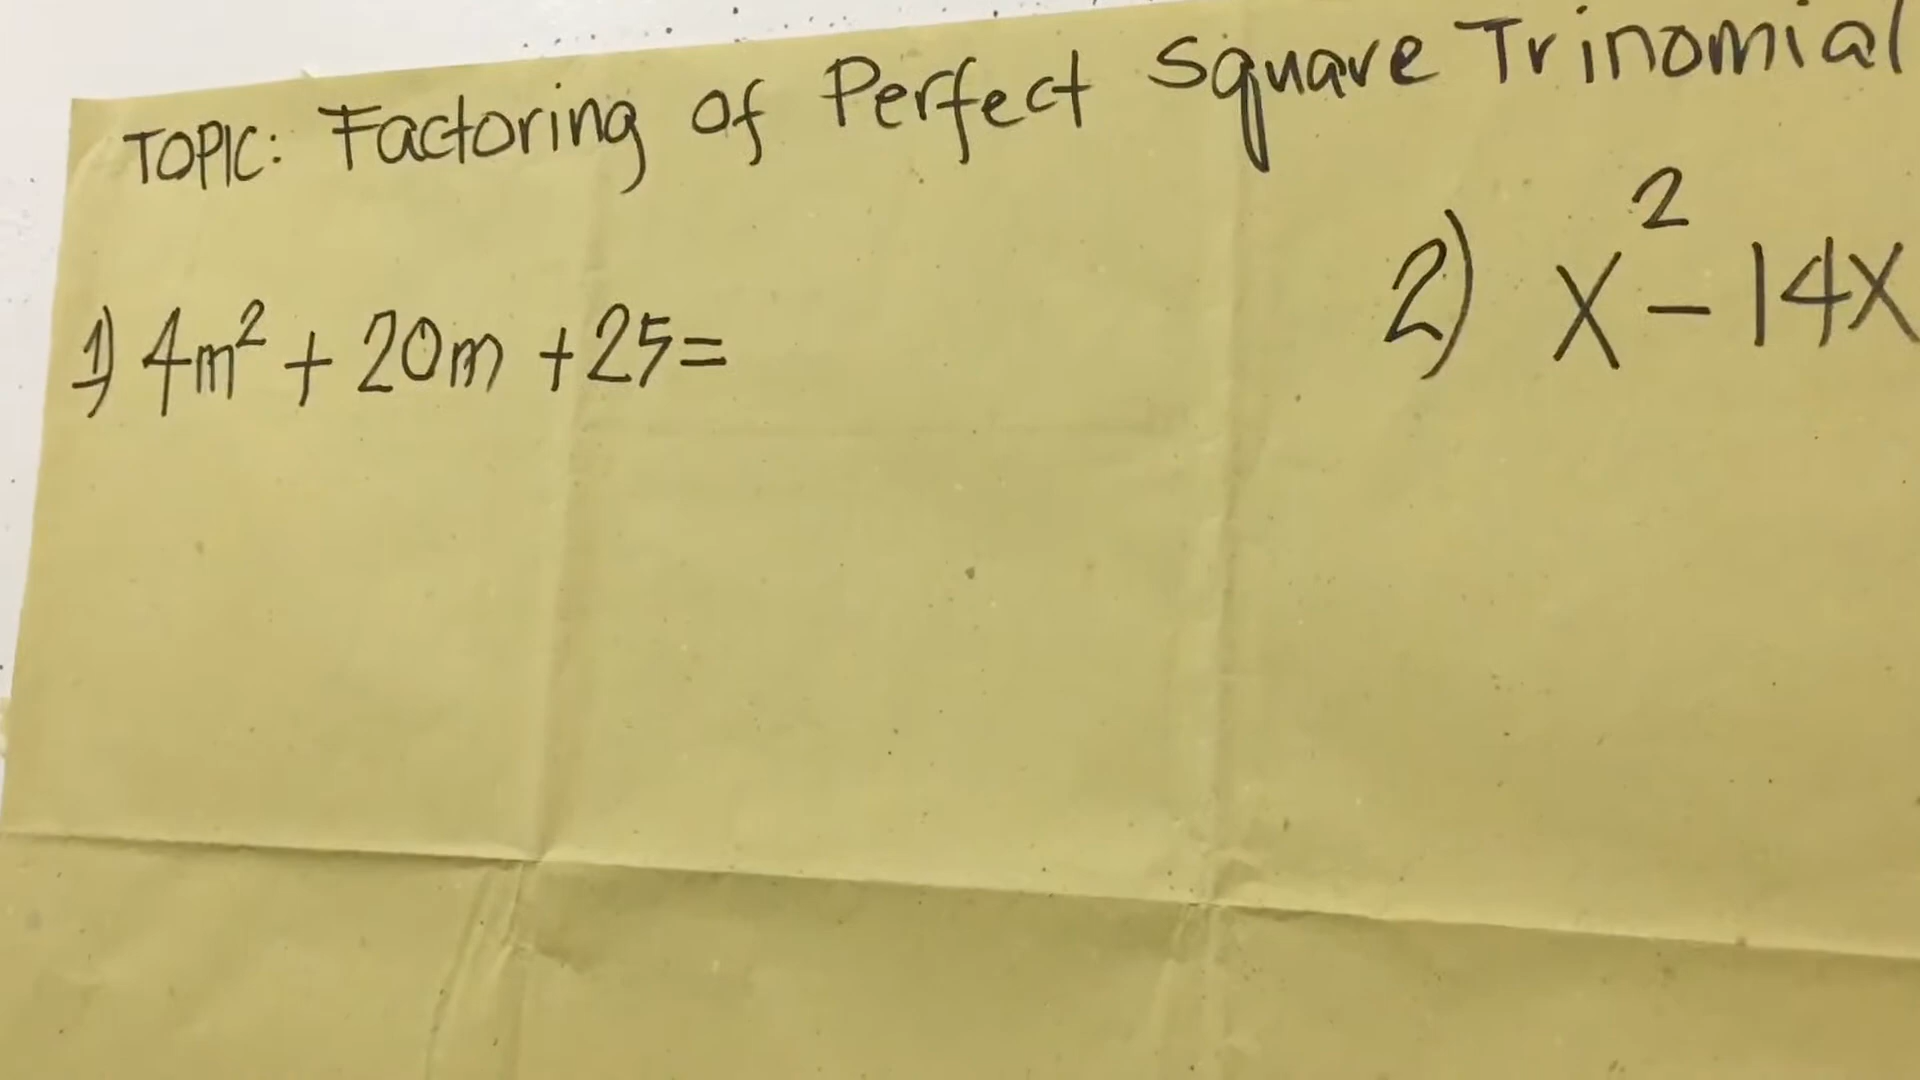 TOPIC: Factoring of Perfect Square Trinomial
1) 4m² + 20m + 25 =
2) x² - 14x